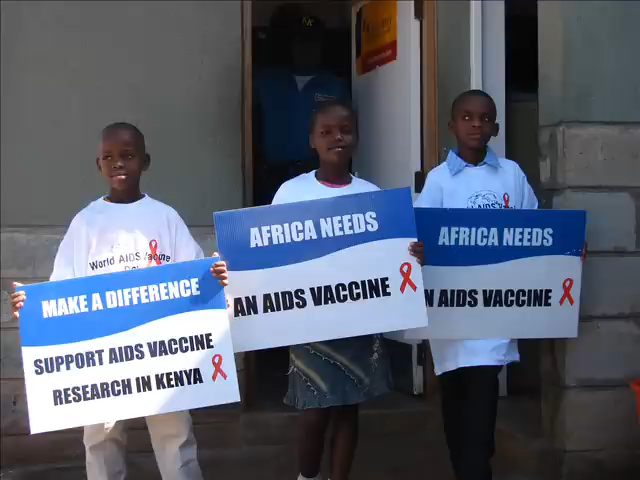 MAKE A DIFFERENCE
SUPPORT AIDS VACCINE
RESEARCH IN KENYA
AFRICA NEEDS
AN AIDS VACCINE
AFRICA NEEDS
N AIDS VACCINE
World AIDS Vaccine
AIDS